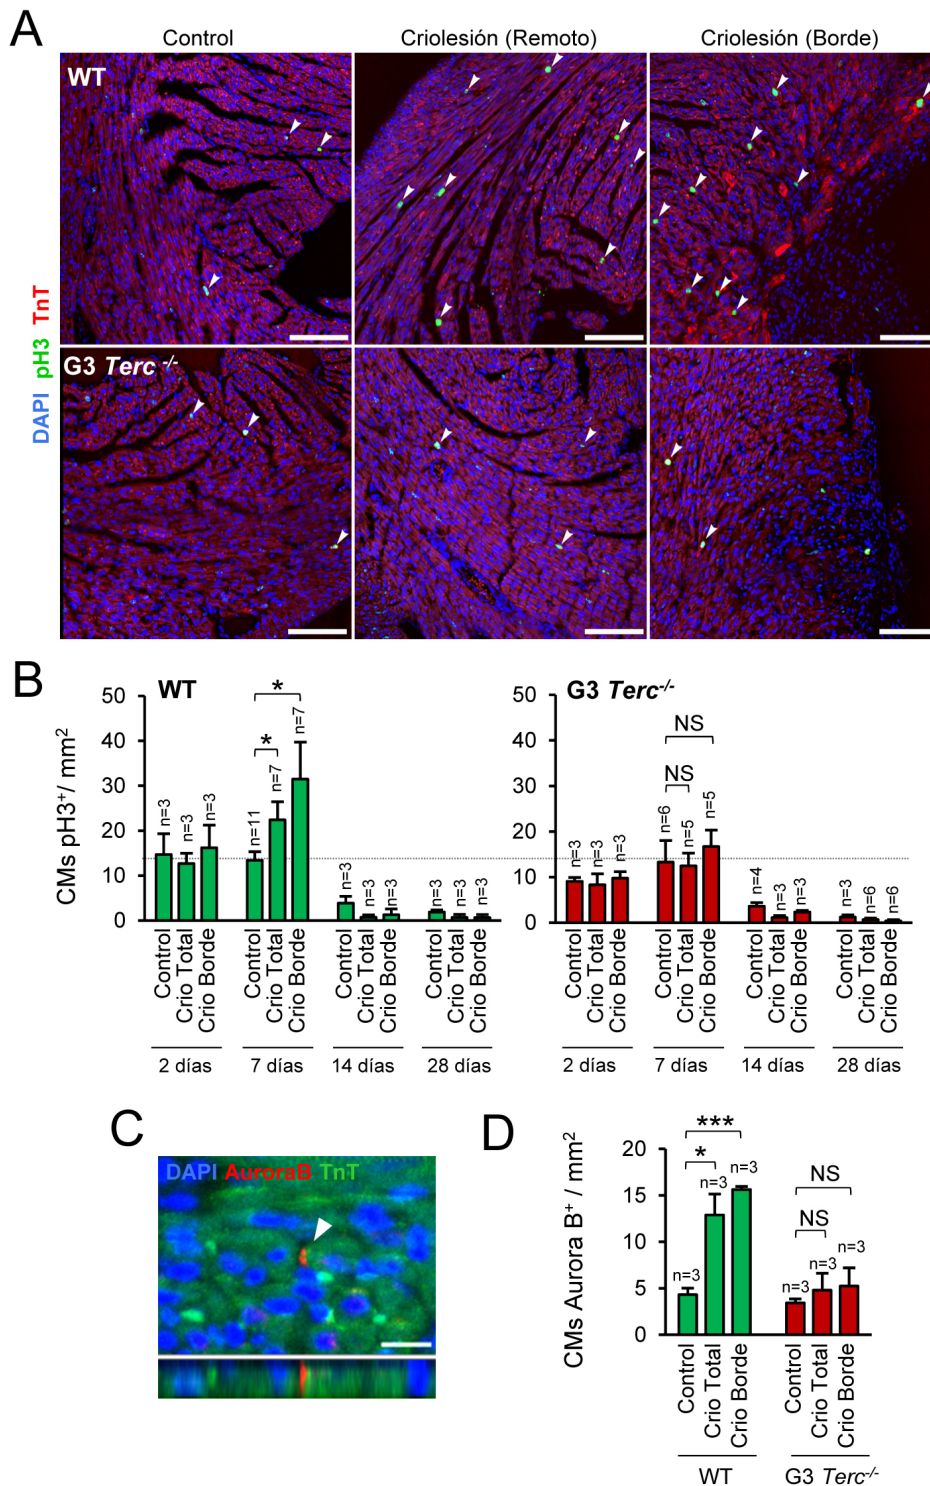 A
Control
Criolesión (Remoto)
Criolesión (Borde)
WT
G3 Terc -/-
DAPI pH3 TnT
B
WT
G3 Terc-/-
CMs pH3+/ mm2
50
40
30
20
10
0
n=3
n=3
n=3
n=11
n=7
n=7
n=3
n=3
n=3
n=3
n=3
n=3
*
*
Control
Crio Total
Crio Borde
Control
Crio Total
Crio Borde
Control
Crio Total
Crio Borde
Control
Crio Total
Crio Borde
2 días
7 días
14 días
28 días
50
40
30
20
10
0
n=3
n=3
n=3
n=6
n=5
n=5
n=4
n=3
n=3
n=3
n=6
n=6
NS
NS
Control
Crio Total
Crio Borde
Control
Crio Total
Crio Borde
Control
Crio Total
Crio Borde
Control
Crio Total
Crio Borde
2 días
7 días
14 días
28 días
C
DAPI AuroraB TnT
D
CMs Aurora B+ / mm2
20
15
10
5
0
***
*
n=3
n=3
n=3
NS
NS
n=3
n=3
n=3
Control
Crio Total
Crio Borde
Control
Crio Total
Crio Borde
WT
G3 Terc-/-